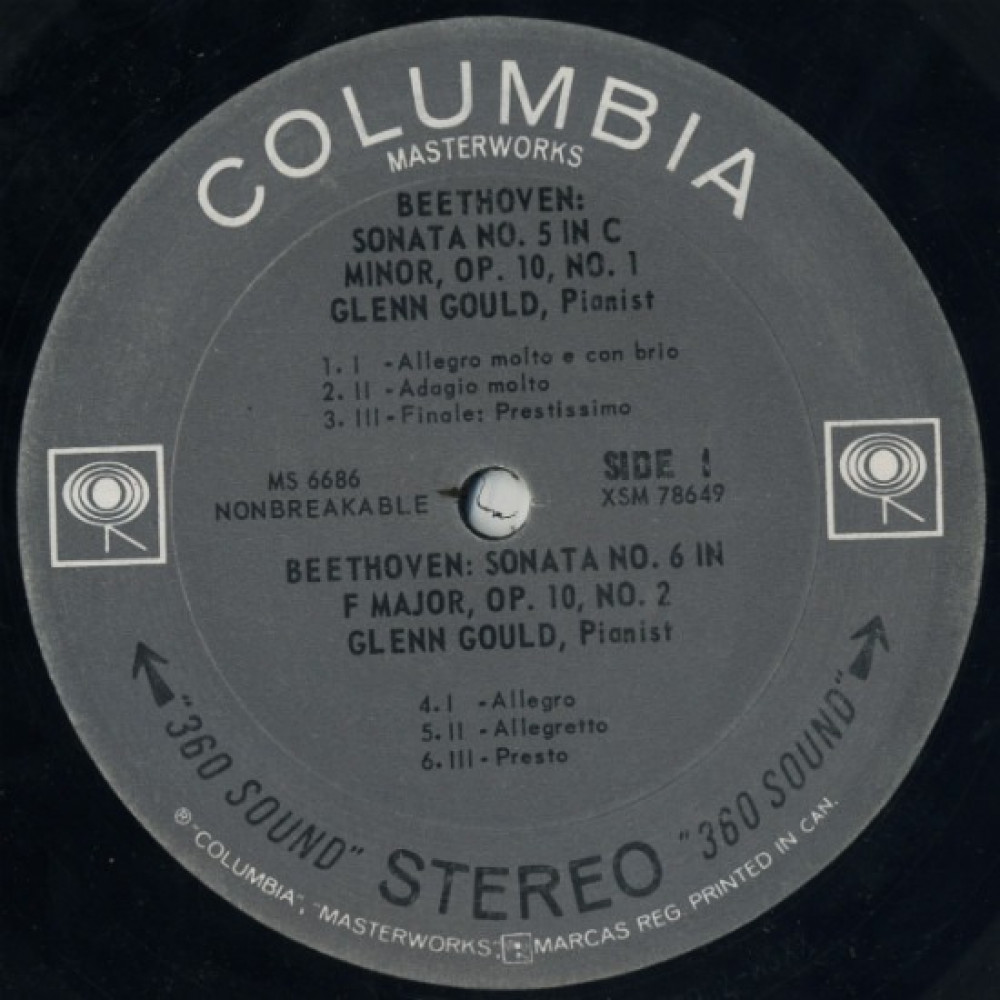 COLUMBIA
MASTERWORKS
BEETHOVEN:
SONATA NO. 5 IN C
MINOR, OP. 10, NO. 1
GLENN GOULD, Pianist
1. I -Allegro molto e con brio
2. II -Adagio molto
3. III-Finale: Prestissimo
MS 6686
NONBREAKABLE
SIDE 1
XSM 78649
BEETHOVEN: SONATA NO. 6 IN
F MAJOR, OP. 10, NO. 2
GLENN GOULD, Pianist
4. I -Allegro
5. II -Allegretto
6. III-Presto
"360 SOUND" STEREO "360 SOUND"
® "COLUMBIA", "MASTERWORKS", MARCAS REG. PRINTED IN CAN.